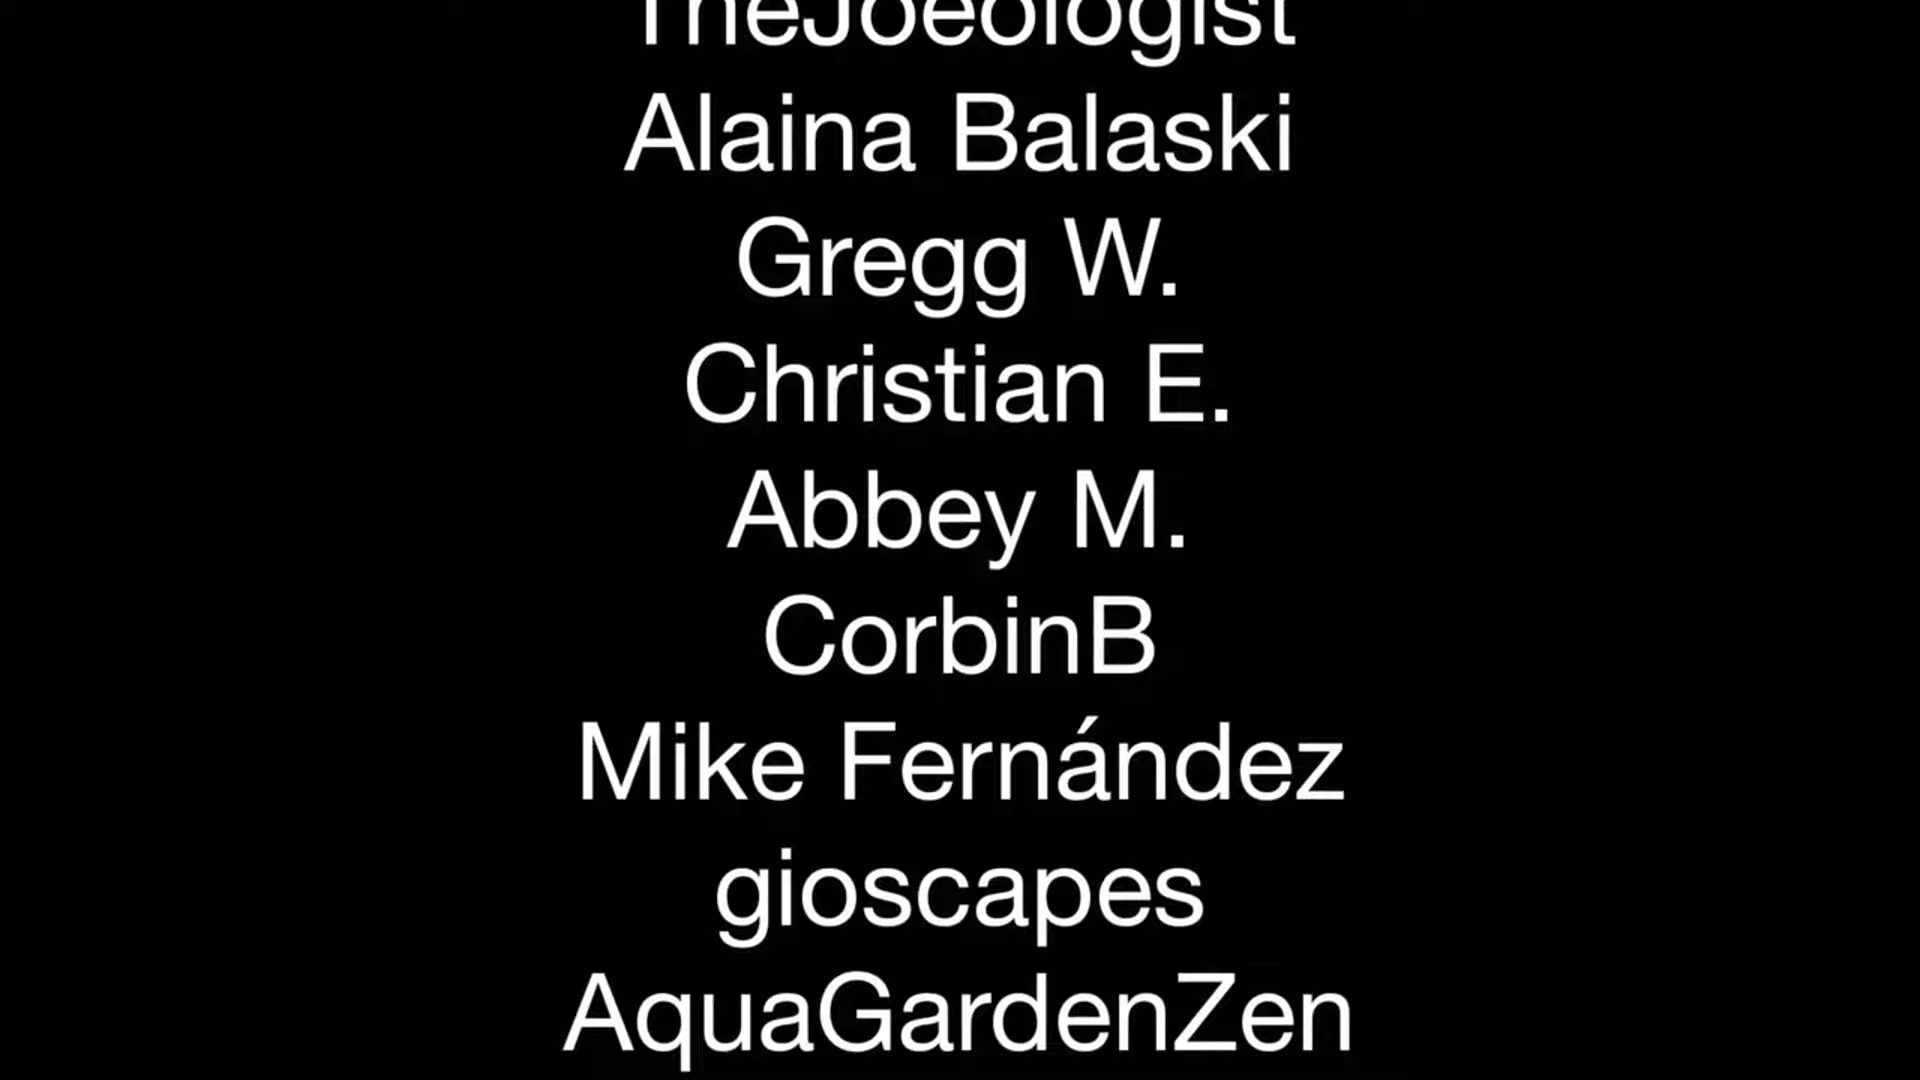 TheJoeologist
Alaina Balaski
Gregg W.
Christian E.
Abbey M.
CorbinB
Mike Fernández
gioscapes
AquaGardenZen